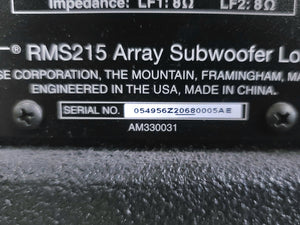 Impedance: LF1: 8Ω LF2: 8Ω
® RMS215 Array Subwoofer Lo
SE CORPORATION, THE MOUNTAIN, FRAMINGHAM, MA
ENGINEERED IN THE USA, MADE IN CHINA.
SERIAL NO. 054956Z20680005AE
AM330031